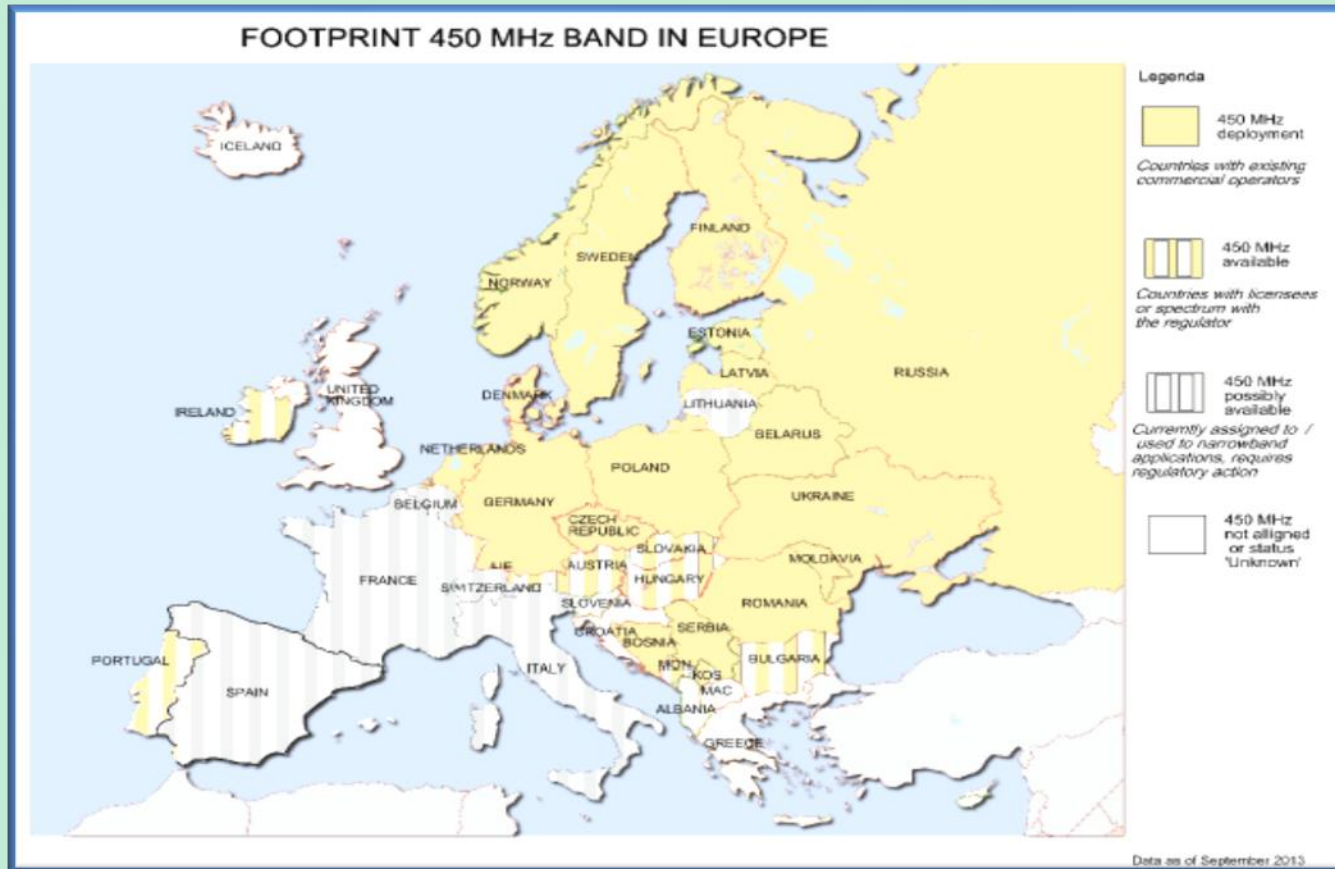 FOOTPRINT 450 MHz BAND IN EUROPE
Legenda
450 MHz
deployment
Countries with existing
commercial operators
450 MHz
available
Countries with licensees
or spectrum with
the regulator
450 MHz
possibly
available
Currently assigned to /
used to narrowband
applications, requires
regulatory action
450 MHz
not alligned
or status
'Unknown'
ICELAND
FINLAND
SWEDEN
NORWAY
ESTONIA
LATVIA
RUSSIA
DENMARK
LITHUANIA
UNITED
KINGDOM
IRELAND
BELARUS
NETHERLANDS
POLAND
BELGIUM
GERMANY
UKRAINE
CZECH
REPUBLIC
SLOVAKIA
MOLDAVIA
AUSTRIA
HUNGARY
FRANCE
SLOVENIA
ROMANIA
CROATIA
SERBIA
BOSNIA
PORTUGAL
ITALY
MON
BULGARIA
KOS
SPAIN
MAC
ALBANIA
GREECE
Data as of September 2013